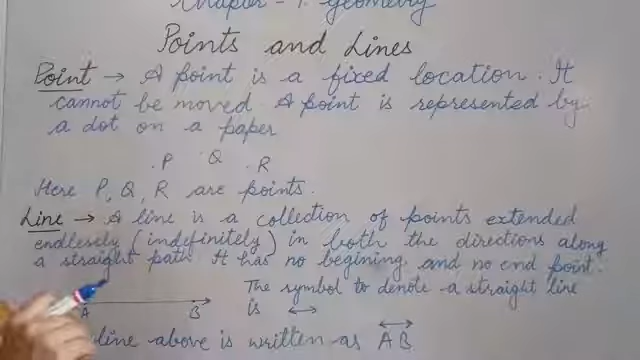 Chapter - 1. Geometry
Points and Lines
Point → A point is a fixed location. It
cannot be moved A point is represented by
a dot on a paper
. P . Q . R
Here P, Q, R are points.
Line → A line is a collection of points extended
endlessely (indefinitely) in both the directions along
a straight path It has no begining and no end point.
The symbol to denote a straight line
is ↔
A B
line above is written as AB